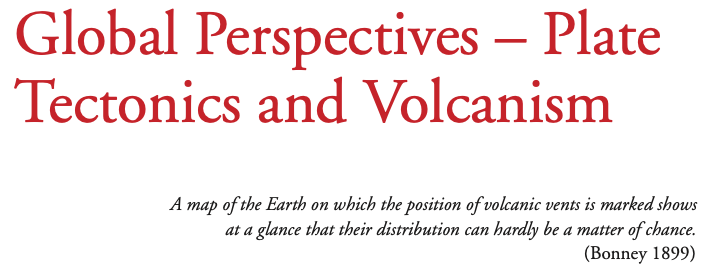 Global Perspectives – Plate
Tectonics and Volcanism
A map of the Earth on which the position of volcanic vents is marked shows
at a glance that their distribution can hardly be a matter of chance.
(Bonney 1899)